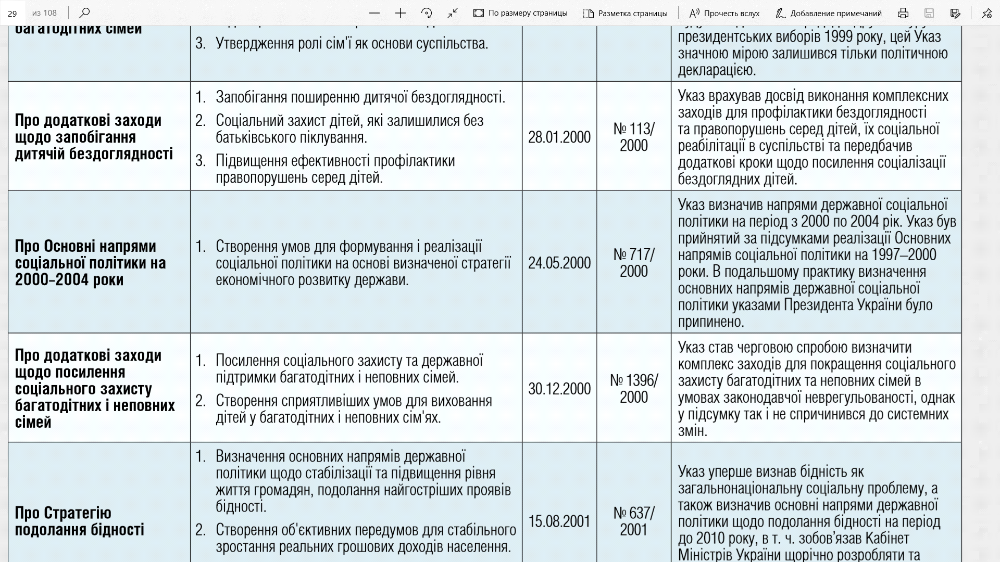 29 из 108 По размеру страницы Разметка страницы Прочесть вслух Добавление примечаний
багатодітних сімей
3. Утвердження ролі сім'ї як основи суспільства.
президентських виборів 1999 року, цей Указ
значною мірою залишився тільки політичною
декларацією.
Про додаткові заходи
щодо запобігання
дитячій бездоглядності
1. Запобігання поширенню дитячої бездоглядності.
2. Соціальний захист дітей, які залишилися без
батьківського піклування.
3. Підвищення ефективності профілактики
правопорушень серед дітей.
28.01.2000
№ 113/
2000
Указ врахував досвід виконання комплексних
заходів для профілактики бездоглядності
та правопорушень серед дітей, їх соціальної
реабілітації в суспільстві та передбачив
додаткові кроки щодо посилення соціалізації
бездоглядних дітей.
Про Основні напрями
соціальної політики на
2000–2004 роки
1. Створення умов для формування і реалізації
соціальної політики на основі визначеної стратегії
економічного розвитку держави.
24.05.2000
№ 717/
2000
Указ визначив напрями державної соціальної
політики на період з 2000 по 2004 рік. Указ був
прийнятий за підсумками реалізації Основних
напрямів соціальної політики на 1997–2000
роки. В подальшому практику визначення
основних напрямів державної соціальної
політики указами Президента України було
припинено.
Про додаткові заходи
щодо посилення
соціального захисту
багатодітних і неповних
сімей
1. Посилення соціального захисту та державної
підтримки багатодітних і неповних сімей.
2. Створення сприятливіших умов для виховання
дітей у багатодітних і неповних сім'ях.
30.12.2000
№ 1396/
2000
Указ став черговою спробою визначити
комплекс заходів для покращення соціального
захисту багатодітних та неповних сімей в
умовах законодавчої неврегульованості, однак
у підсумку так і не спричинився до системних
змін.
Про Стратегію
подолання бідності
1. Визначення основних напрямів державної
політики щодо стабілізації та підвищення рівня
життя громадян, подолання найгостріших проявів
бідності.
2. Створення об'єктивних передумов для стабільного
зростання реальних грошових доходів населення.
15.08.2001
№ 637/
2001
Указ уперше визнав бідність як
загальнонаціональну соціальну проблему, а
також визначив основні напрями державної
політики щодо подолання бідності на період
до 2010 року, в т. ч. зобов’язав Кабінет
Міністрів України щорічно розробляти та